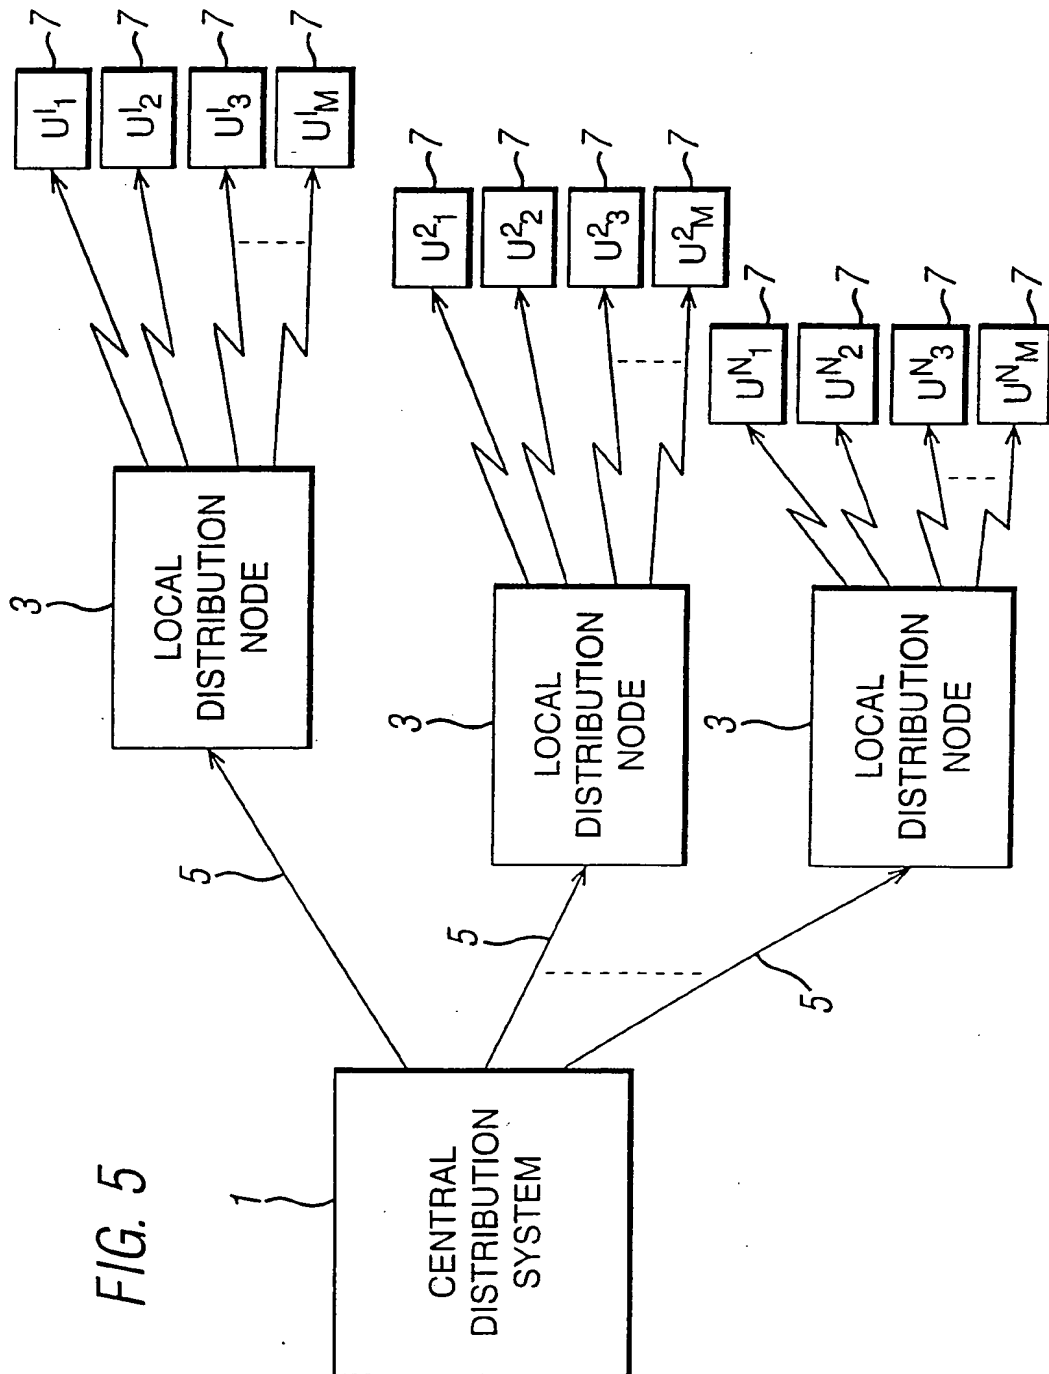 FIG. 5
1
CENTRAL
DISTRIBUTION
SYSTEM
5
5
5
3
LOCAL
DISTRIBUTION
NODE
3
LOCAL
DISTRIBUTION
NODE
3
LOCAL
DISTRIBUTION
NODE
U¹₁ 7
U¹₂ 7
U¹₃ 7
U¹M 7
U²₁ 7
U²₂ 7
U²₃ 7
U²M 7
Uᴺ₁ 7
Uᴺ₂ 7
Uᴺ₃ 7
UᴺM 7